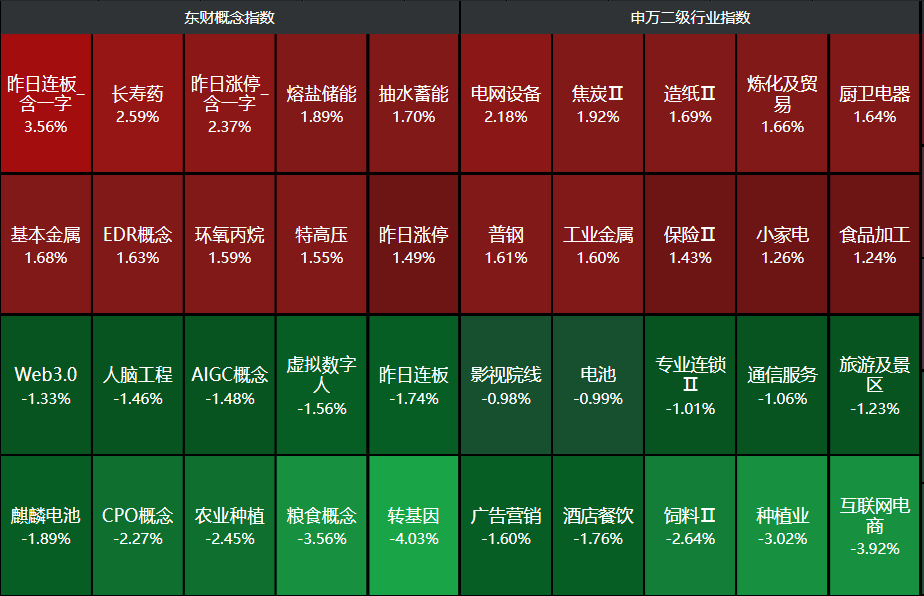 东财概念指数
申万二级行业指数
昨日连板_
含一字
3.56%
长寿药
2.59%
昨日涨停_
含一字
2.37%
熔盐储能
1.89%
抽水蓄能
1.70%
电网设备
2.18%
焦炭Ⅱ
1.92%
造纸Ⅱ
1.69%
炼化及贸
易
1.66%
厨卫电器
1.64%
基本金属
1.68%
EDR概念
1.63%
环氧丙烷
1.59%
特高压
1.55%
昨日涨停
1.49%
普钢
1.61%
工业金属
1.60%
保险Ⅱ
1.43%
小家电
1.26%
食品加工
1.24%
Web3.0
-1.33%
人脑工程
-1.46%
AIGC概念
-1.48%
虚拟数字
人
-1.56%
昨日连板
-1.74%
影视院线
-0.98%
电池
-0.99%
专业连锁
Ⅱ
-1.01%
通信服务
-1.06%
旅游及景
区
-1.23%
麒麟电池
-1.89%
CPO概念
-2.27%
农业种植
-2.45%
粮食概念
-3.56%
转基因
-4.03%
广告营销
-1.60%
酒店餐饮
-1.76%
饲料Ⅱ
-2.64%
种植业
-3.02%
互联网电
商
-3.92%